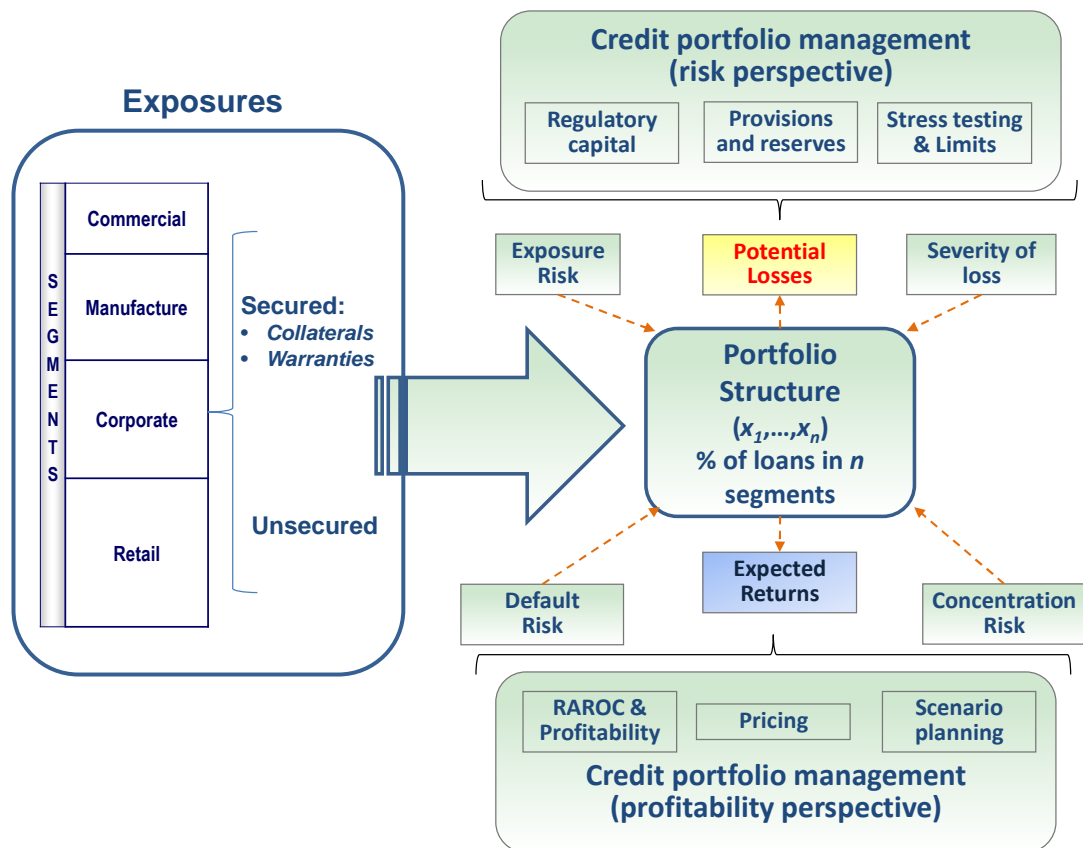 Exposures
SEGMENTS
Commercial
Manufacture
Corporate
Retail
Secured:
• Collaterals
• Warranties
Unsecured
Credit portfolio management
(risk perspective)
Regulatory
capital
Provisions
and reserves
Stress testing
& Limits
Exposure
Risk
Potential
Losses
Severity of
loss
Portfolio
Structure
(x1,...,xn)
% of loans in n
segments
Default
Risk
Expected
Returns
Concentration
Risk
RAROC &
Profitability
Pricing
Scenario
planning
Credit portfolio management
(profitability perspective)